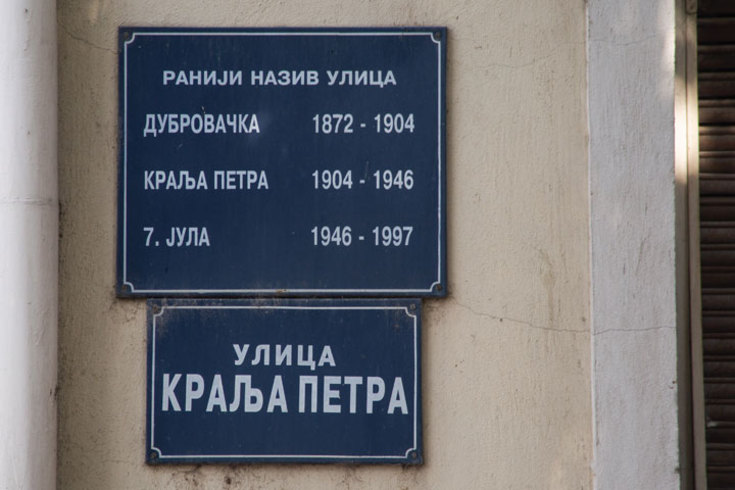 РАНИЈИ НАЗИВ УЛИЦА
ДУБРОВАЧКА 1872 - 1904
КРАЉА ПЕТРА 1904 - 1946
7. ЈУЛА 1946 - 1997
УЛИЦА
КРАЉА ПЕТРА